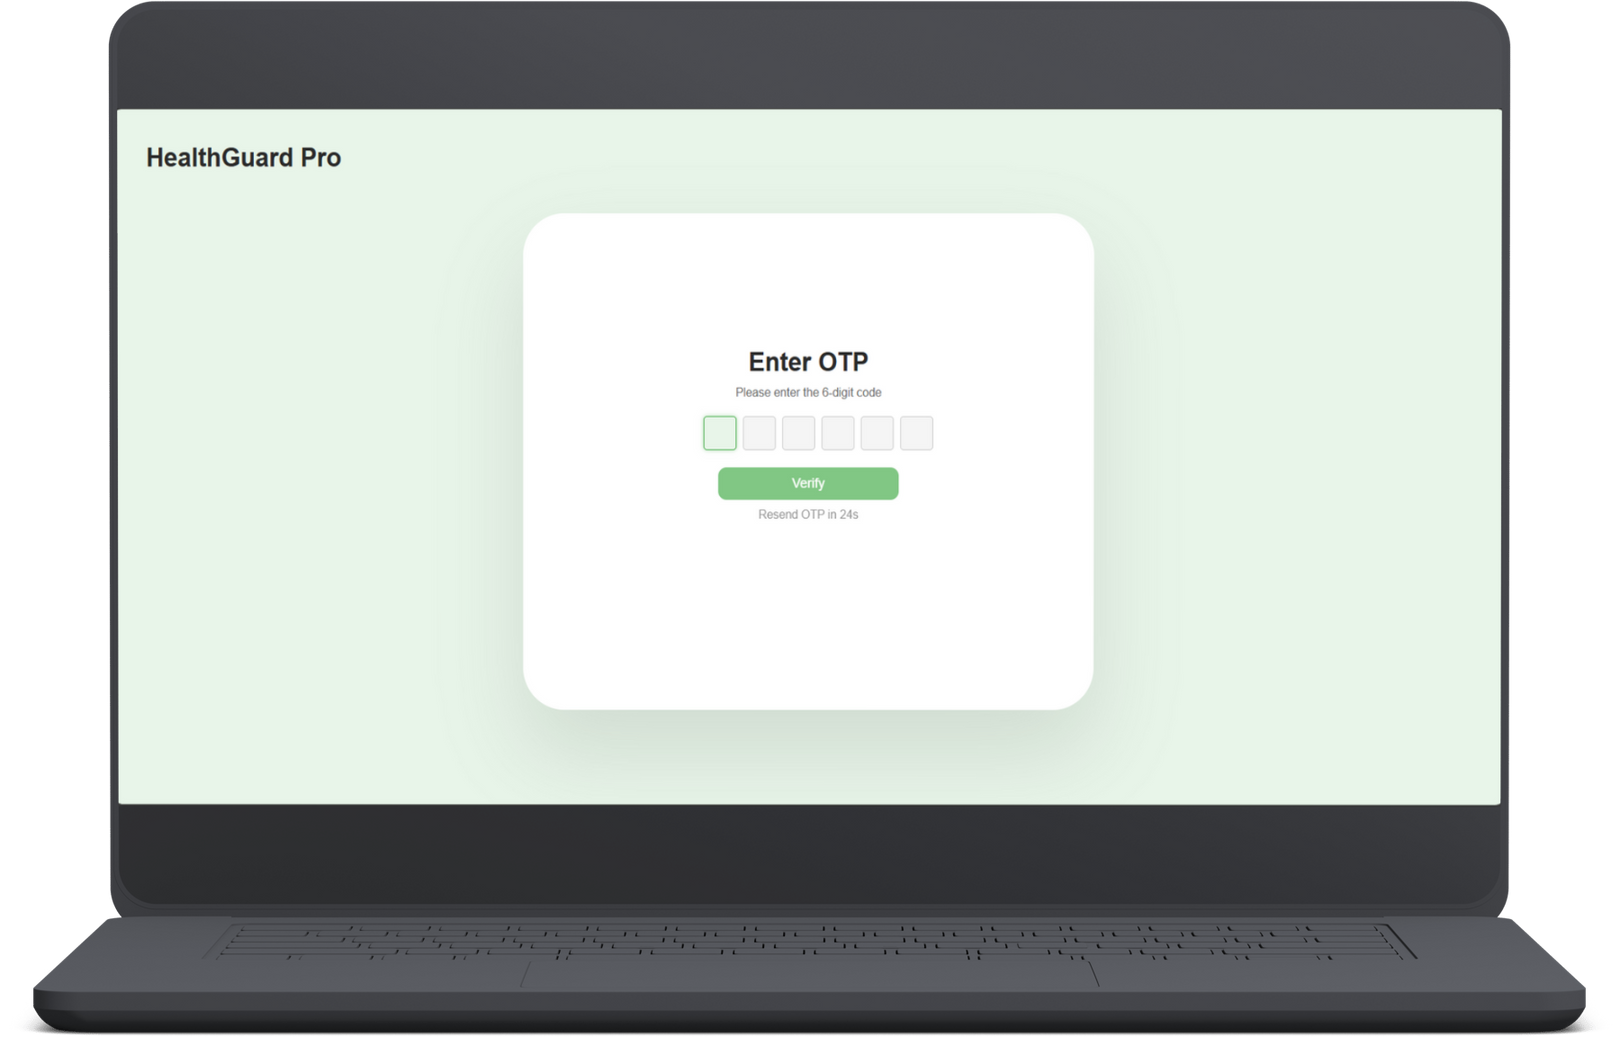 HealthGuard Pro
Enter OTP
Please enter the 6-digit code
Verify
Resend OTP in 24s